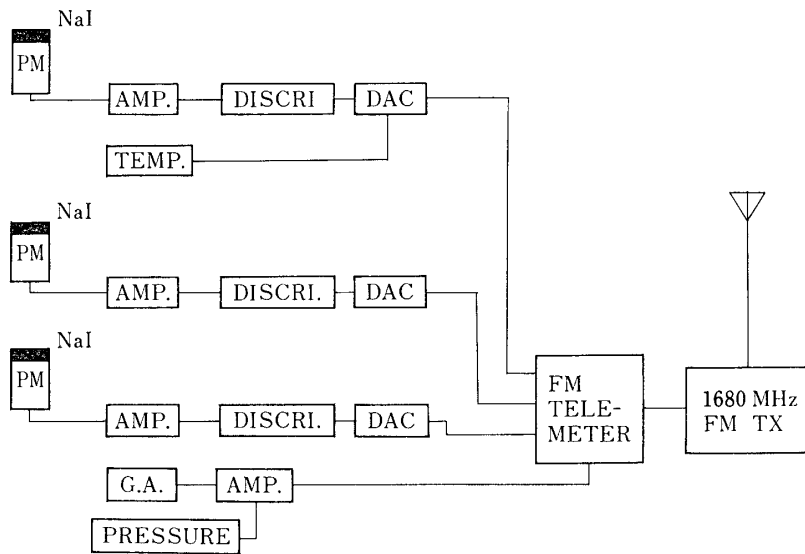 NaI
PM
AMP.
DISCRI
DAC
TEMP.
NaI
PM
AMP.
DISCRI.
DAC
NaI
PM
AMP.
DISCRI.
DAC
G.A.
AMP.
PRESSURE
FM
TELE-
METER
1680 MHz
FM TX